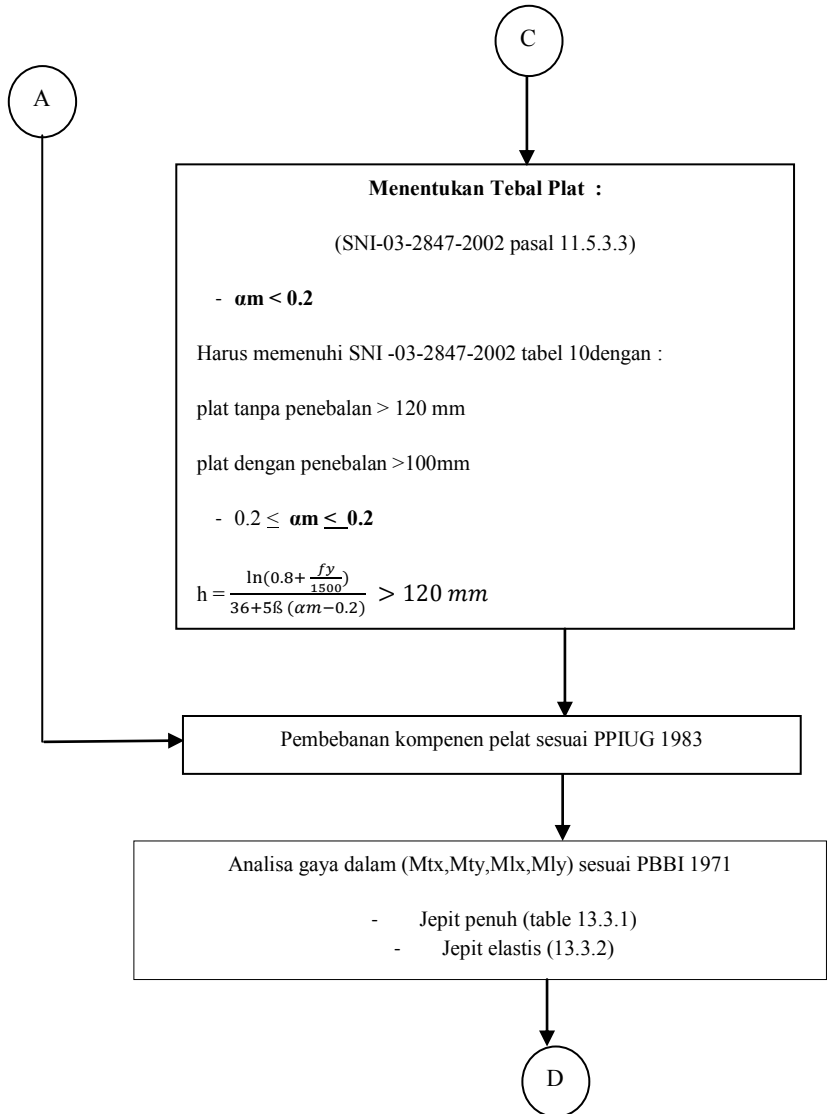 C
A
Menentukan Tebal Plat :
(SNI-03-2847-2002 pasal 11.5.3.3)
- αm < 0.2
Harus memenuhi SNI -03-2847-2002 tabel 10dengan :
plat tanpa penebalan > 120 mm
plat dengan penebalan >100mm
- 0.2 ≤ αm ≤ 0.2
h = ln(0.8+ fy/1500) / 36+5ß (αm−0.2) > 120 mm
Pembebanan kompenen pelat sesuai PPIUG 1983
Analisa gaya dalam (Mtx,Mty,Mlx,Mly) sesuai PBBI 1971
- Jepit penuh (table 13.3.1)
- Jepit elastis (13.3.2)
D